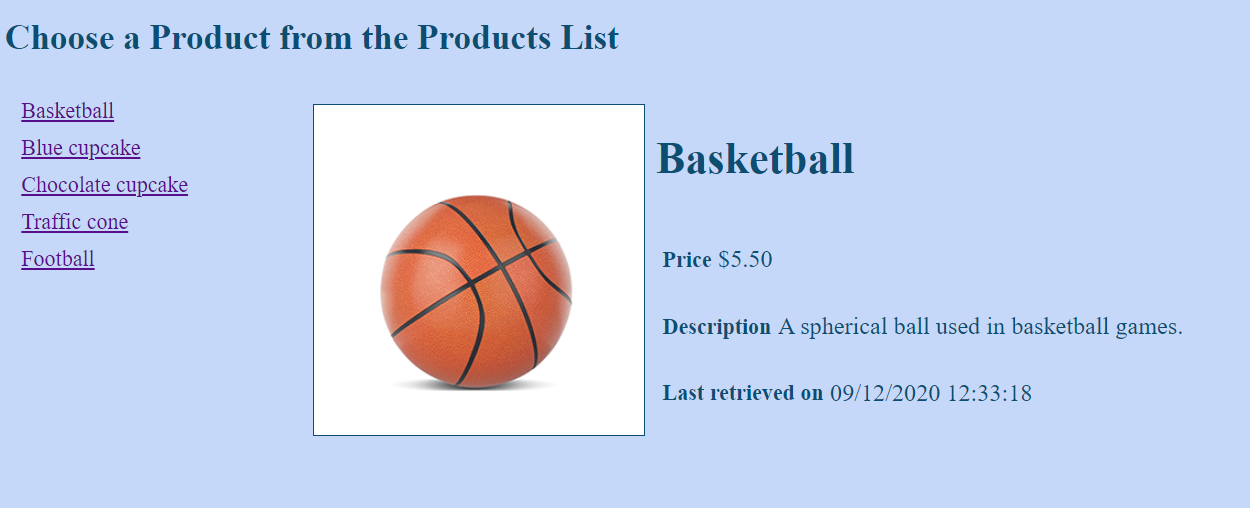 Choose a Product from the Products List
Basketball
Blue cupcake
Chocolate cupcake
Traffic cone
Football
Basketball
Price $5.50
Description A spherical ball used in basketball games.
Last retrieved on 09/12/2020 12:33:18